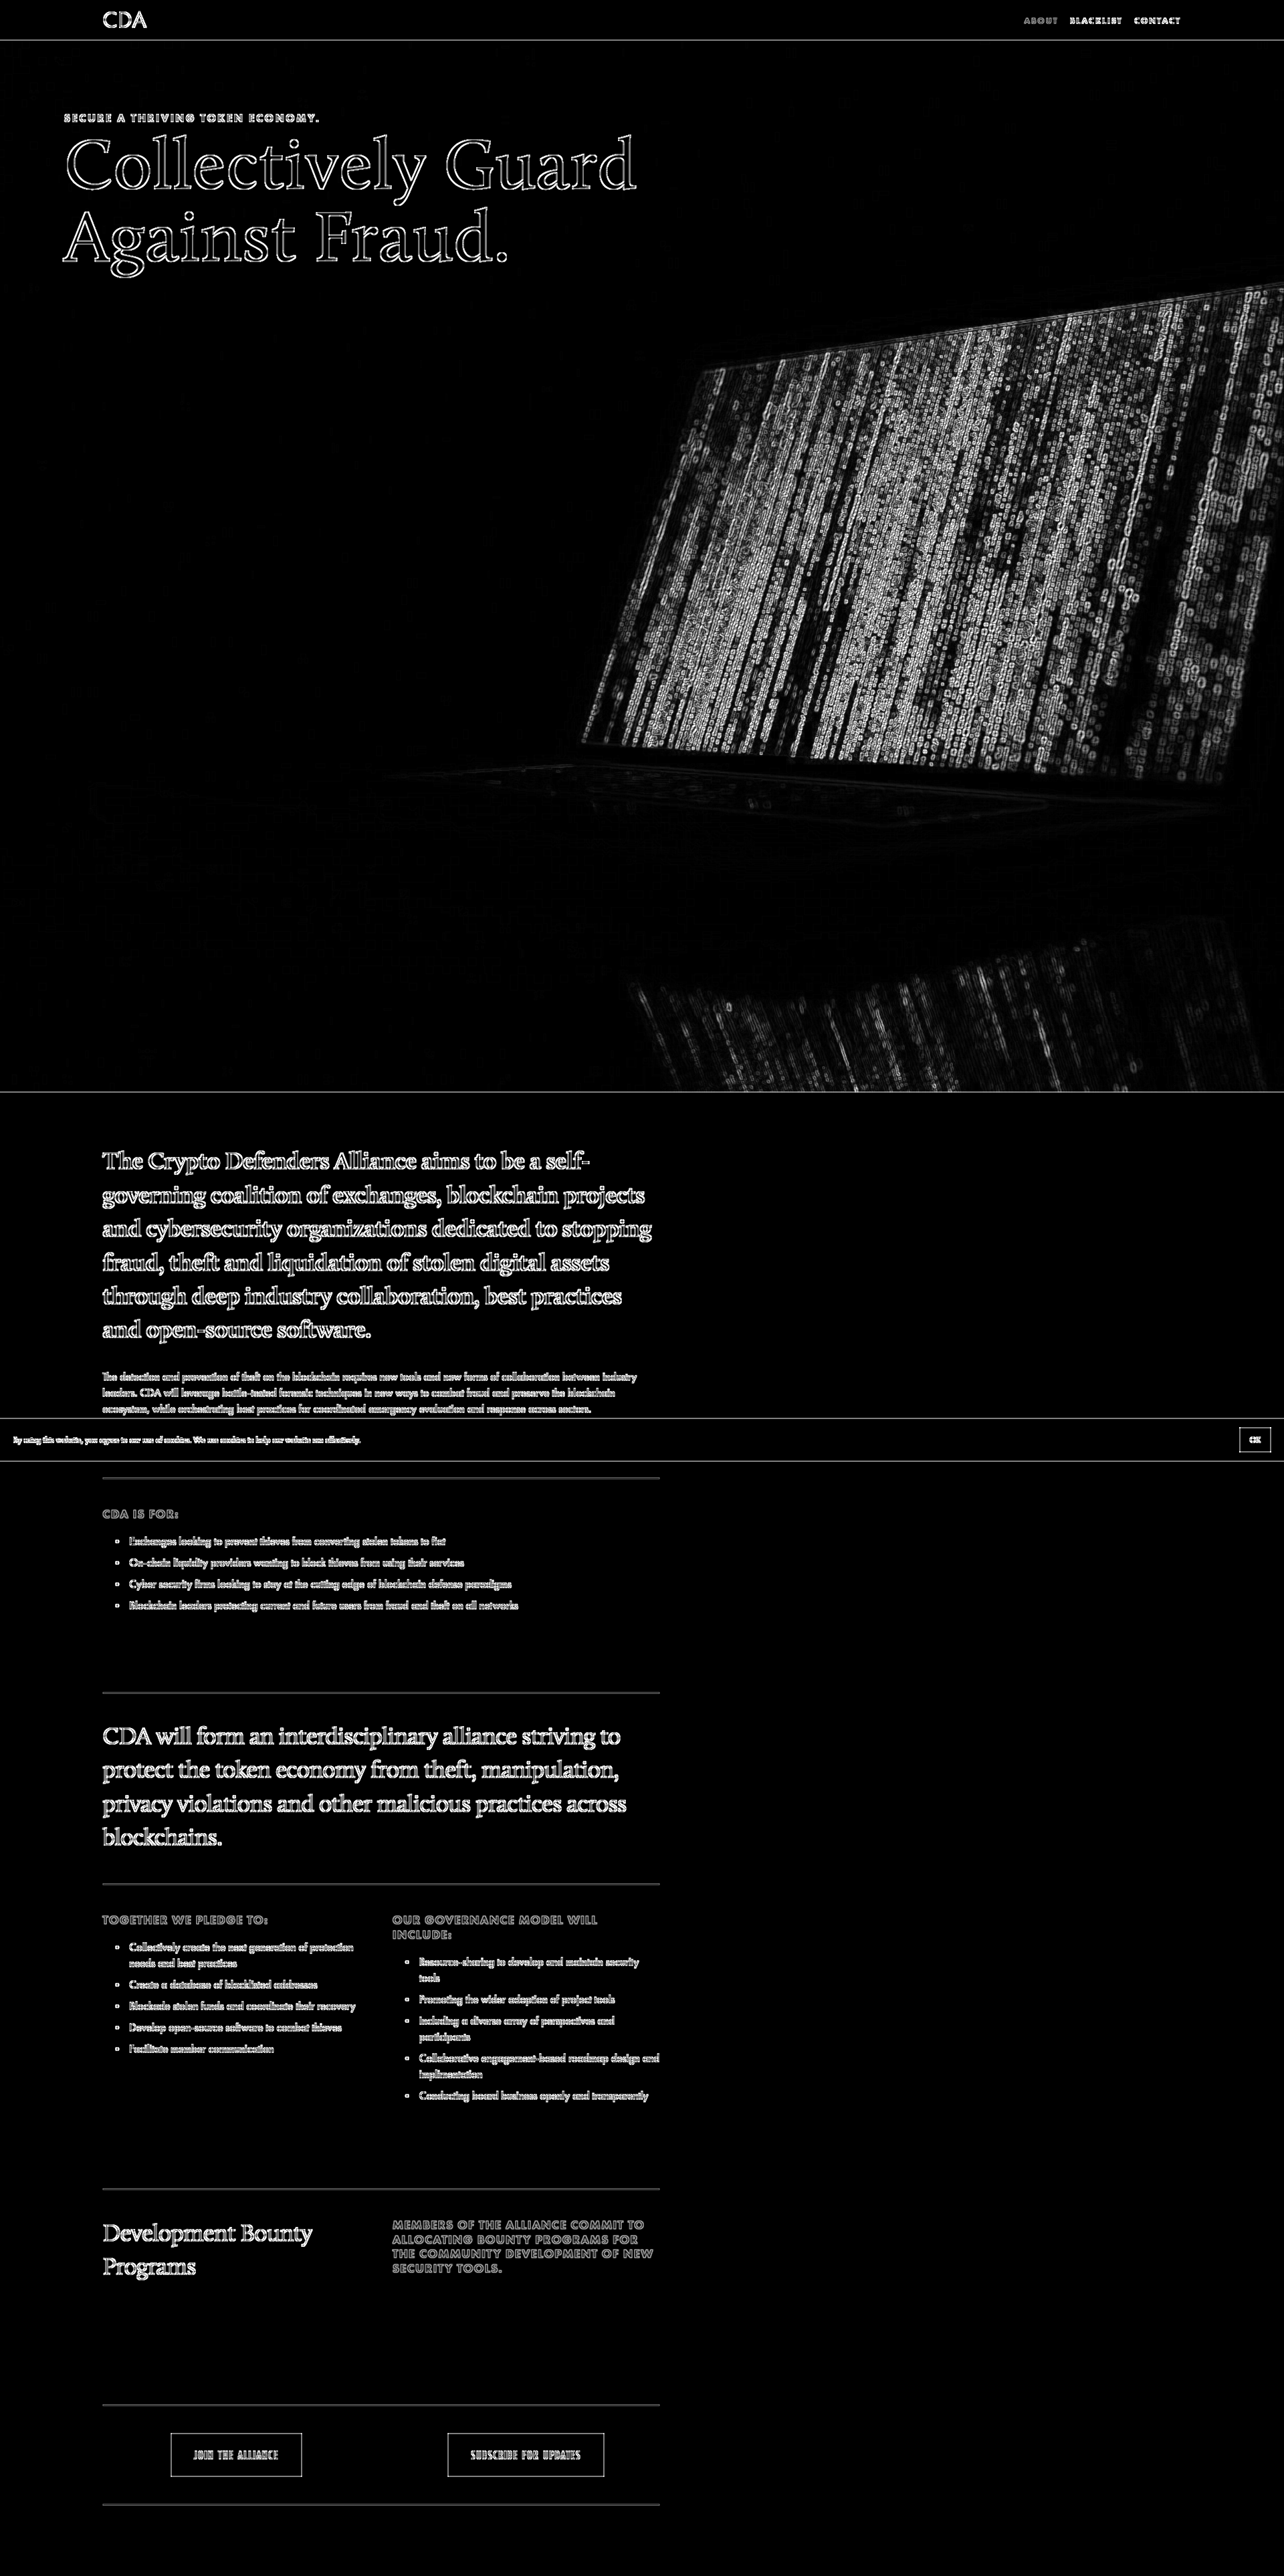 CDA
ABOUT BLACKLIST CONTACT
SECURE A THRIVING TOKEN ECONOMY.
Collectively Guard
Against Fraud.
The Crypto Defenders Alliance aims to be a self-
governing coalition of exchanges, blockchain projects
and cybersecurity organizations dedicated to stopping
fraud, theft and liquidation of stolen digital assets
through deep industry collaboration, best practices
and open-source software.
The detection and prevention of theft on the blockchain requires new tools and new forms of collaboration between industry
leaders. CDA will leverage battle-tested forensic techniques in new ways to combat fraud and preserve the blockchain
ecosystem, while orchestrating best practices for coordinated emergency evaluation and response across sectors.
By using this website, you agree to our use of cookies. We use cookies to help our website run effectively.
OK
CDA IS FOR:
Exchanges looking to prevent thieves from converting stolen tokens to fiat
On-chain liquidity providers wanting to block thieves from using their services
Cyber security firms looking to stay at the cutting edge of blockchain defense paradigms
Blockchain leaders protecting current and future users from fraud and theft on all networks
CDA will form an interdisciplinary alliance striving to
protect the token economy from theft, manipulation,
privacy violations and other malicious practices across
blockchains.
TOGETHER WE PLEDGE TO:
Collectively create the next generation of protection
needs and best practices
Create a database of blacklisted addresses
Blockade stolen funds and coordinate their recovery
Develop open-source software to combat thieves
Facilitate member communication
OUR GOVERNANCE MODEL WILL
INCLUDE:
Resource-sharing to develop and maintain security
tools
Promoting the wider adoption of project tools
Including a diverse array of perspectives and
participants
Collaborative engagement-based roadmap design and
implimentation
Conducting board business openly and transparently
Development Bounty
Programs
MEMBERS OF THE ALLIANCE COMMIT TO
ALLOCATING BOUNTY PROGRAMS FOR
THE COMMUNITY DEVELOPMENT OF NEW
SECURITY TOOLS.
JOIN THE ALLIANCE
SUBSCRIBE FOR UPDATES